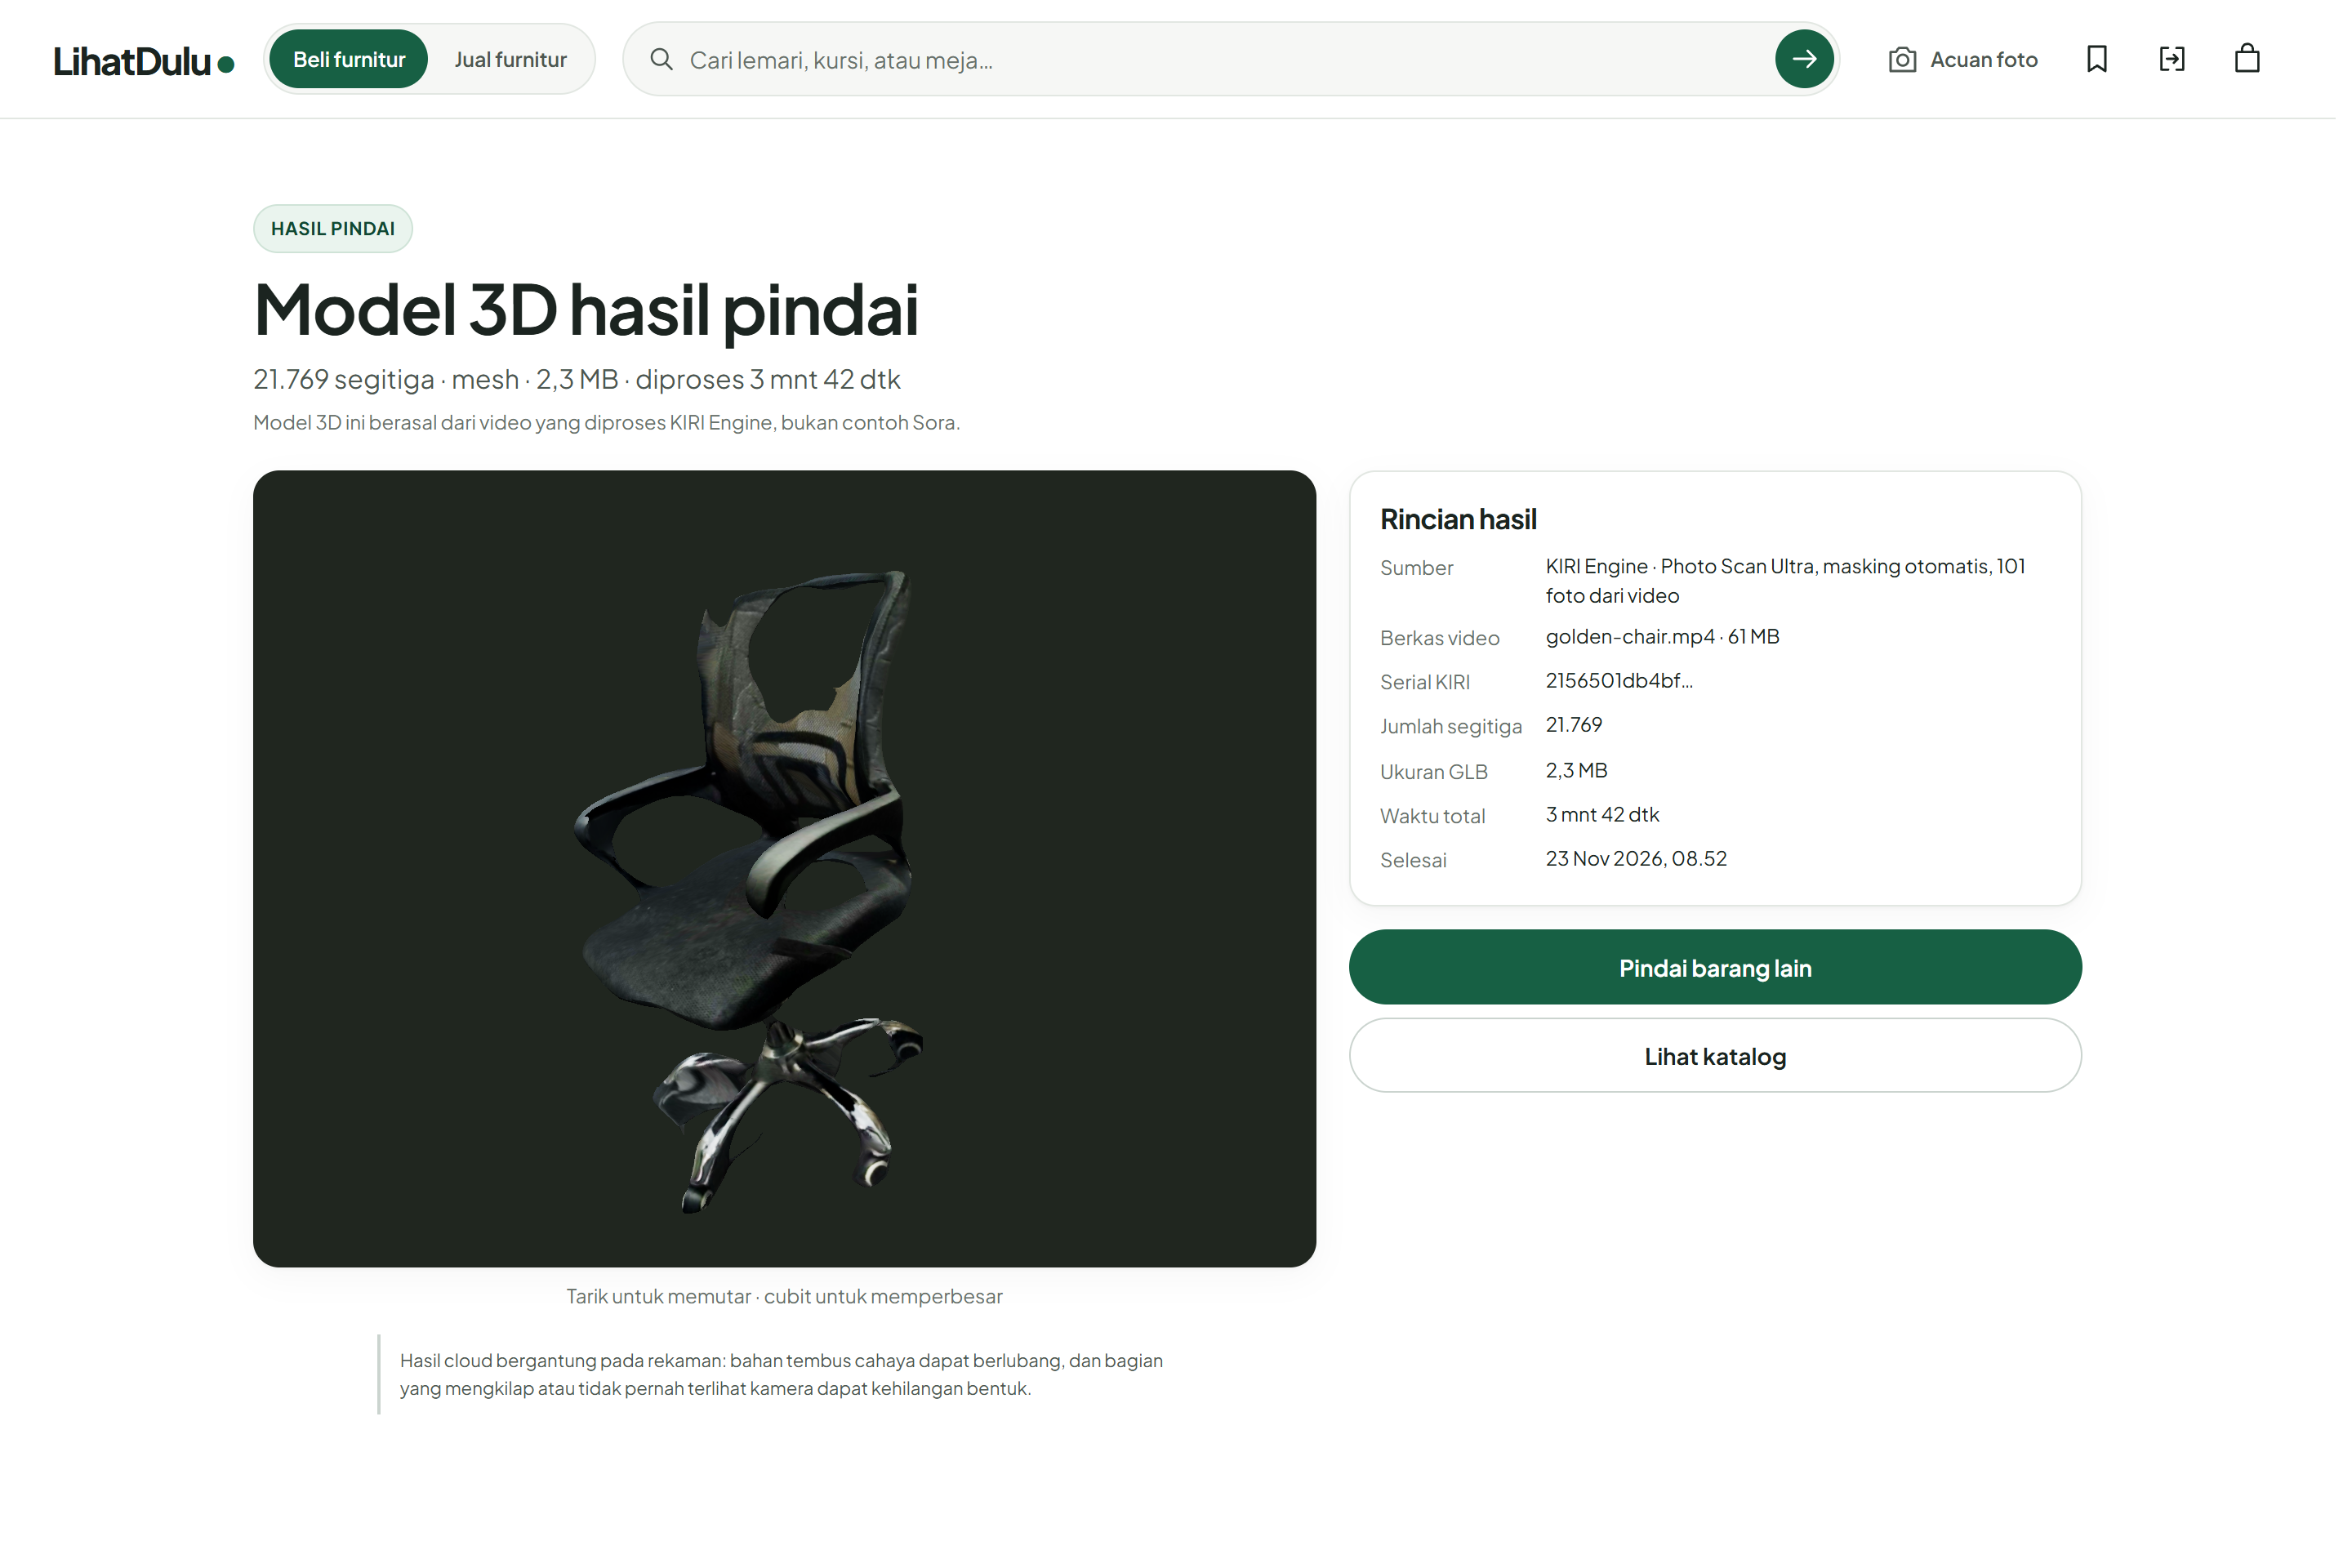 LihatDulu
Beli furnitur
Jual furnitur
Cari lemari, kursi, atau meja...
Acuan foto
HASIL PINDAI
Model 3D hasil pindai
21.769 segitiga · mesh · 2,3 MB · diproses 3 mnt 42 dtk
Model 3D ini berasal dari video yang diproses KIRI Engine, bukan contoh Sora.
Rincian hasil
Sumber KIRI Engine · Photo Scan Ultra, masking otomatis, 101
foto dari video
Berkas video golden-chair.mp4 · 61 MB
Serial KIRI 2156501db4bf...
Jumlah segitiga 21.769
Ukuran GLB 2,3 MB
Waktu total 3 mnt 42 dtk
Selesai 23 Nov 2026, 08.52
Pindai barang lain
Lihat katalog
Tarik untuk memutar · cubit untuk memperbesar
Hasil cloud bergantung pada rekaman: bahan tembus cahaya dapat berlubang, dan bagian
yang mengkilap atau tidak pernah terlihat kamera dapat kehilangan bentuk.